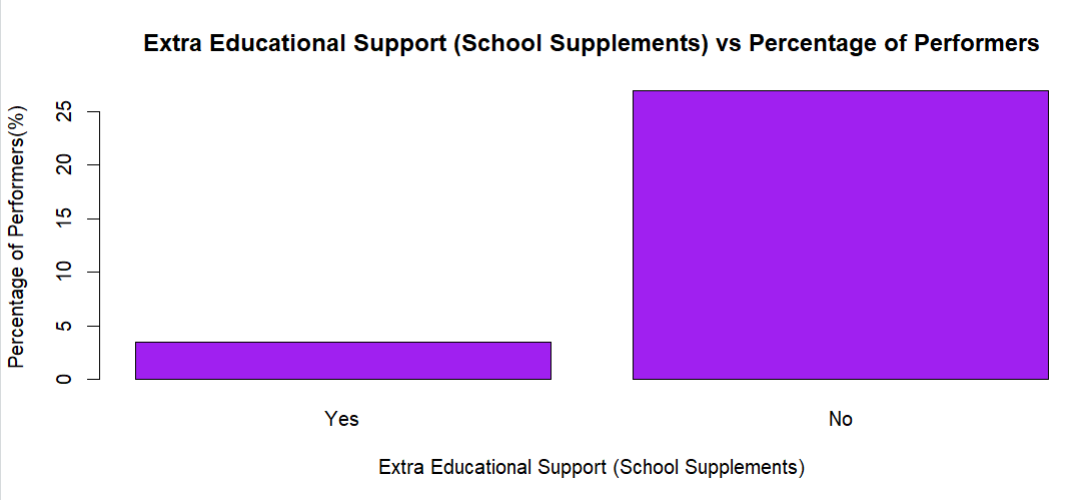 Extra Educational Support (School Supplements) vs Percentage of Performers
Percentage of Performers(%)
25
20
15
10
5
0
Yes
No
Extra Educational Support (School Supplements)